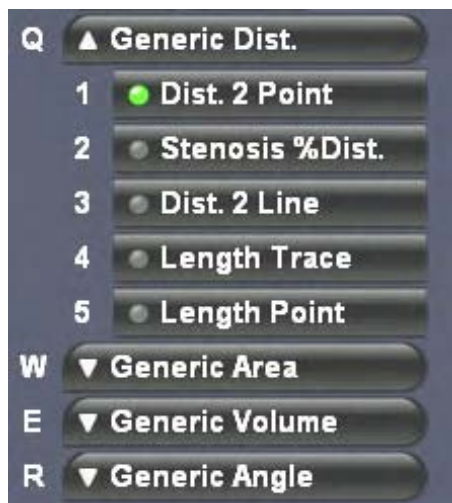 Q ▲ Generic Dist.
1 Dist. 2 Point
2 Stenosis %Dist.
3 Dist. 2 Line
4 Length Trace
5 Length Point
W ▼ Generic Area
E ▼ Generic Volume
R ▼ Generic Angle